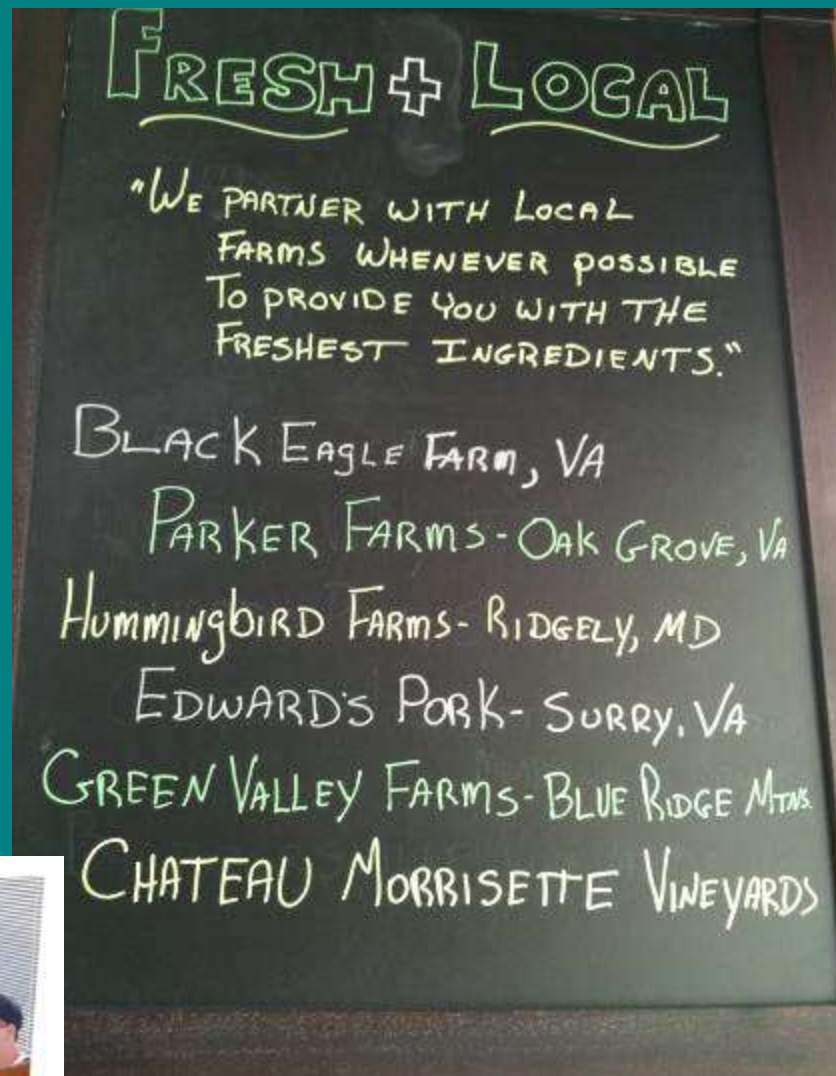 FRESH + LOCAL
"WE PARTNER WITH LOCAL
FARMS WHENEVER POSSIBLE
TO PROVIDE YOU WITH THE
FRESHEST INGREDIENTS."
BLACK EAGLE FARM, VA
PARKER FARMS - OAK GROVE, VA
HUMMINGBIRD FARMS - RIDGELY, MD
EDWARD'S PORK - SURRY, VA
GREEN VALLEY FARMS - BLUE RIDGE MTNS.
CHATEAU MORRISETTE VINEYARDS